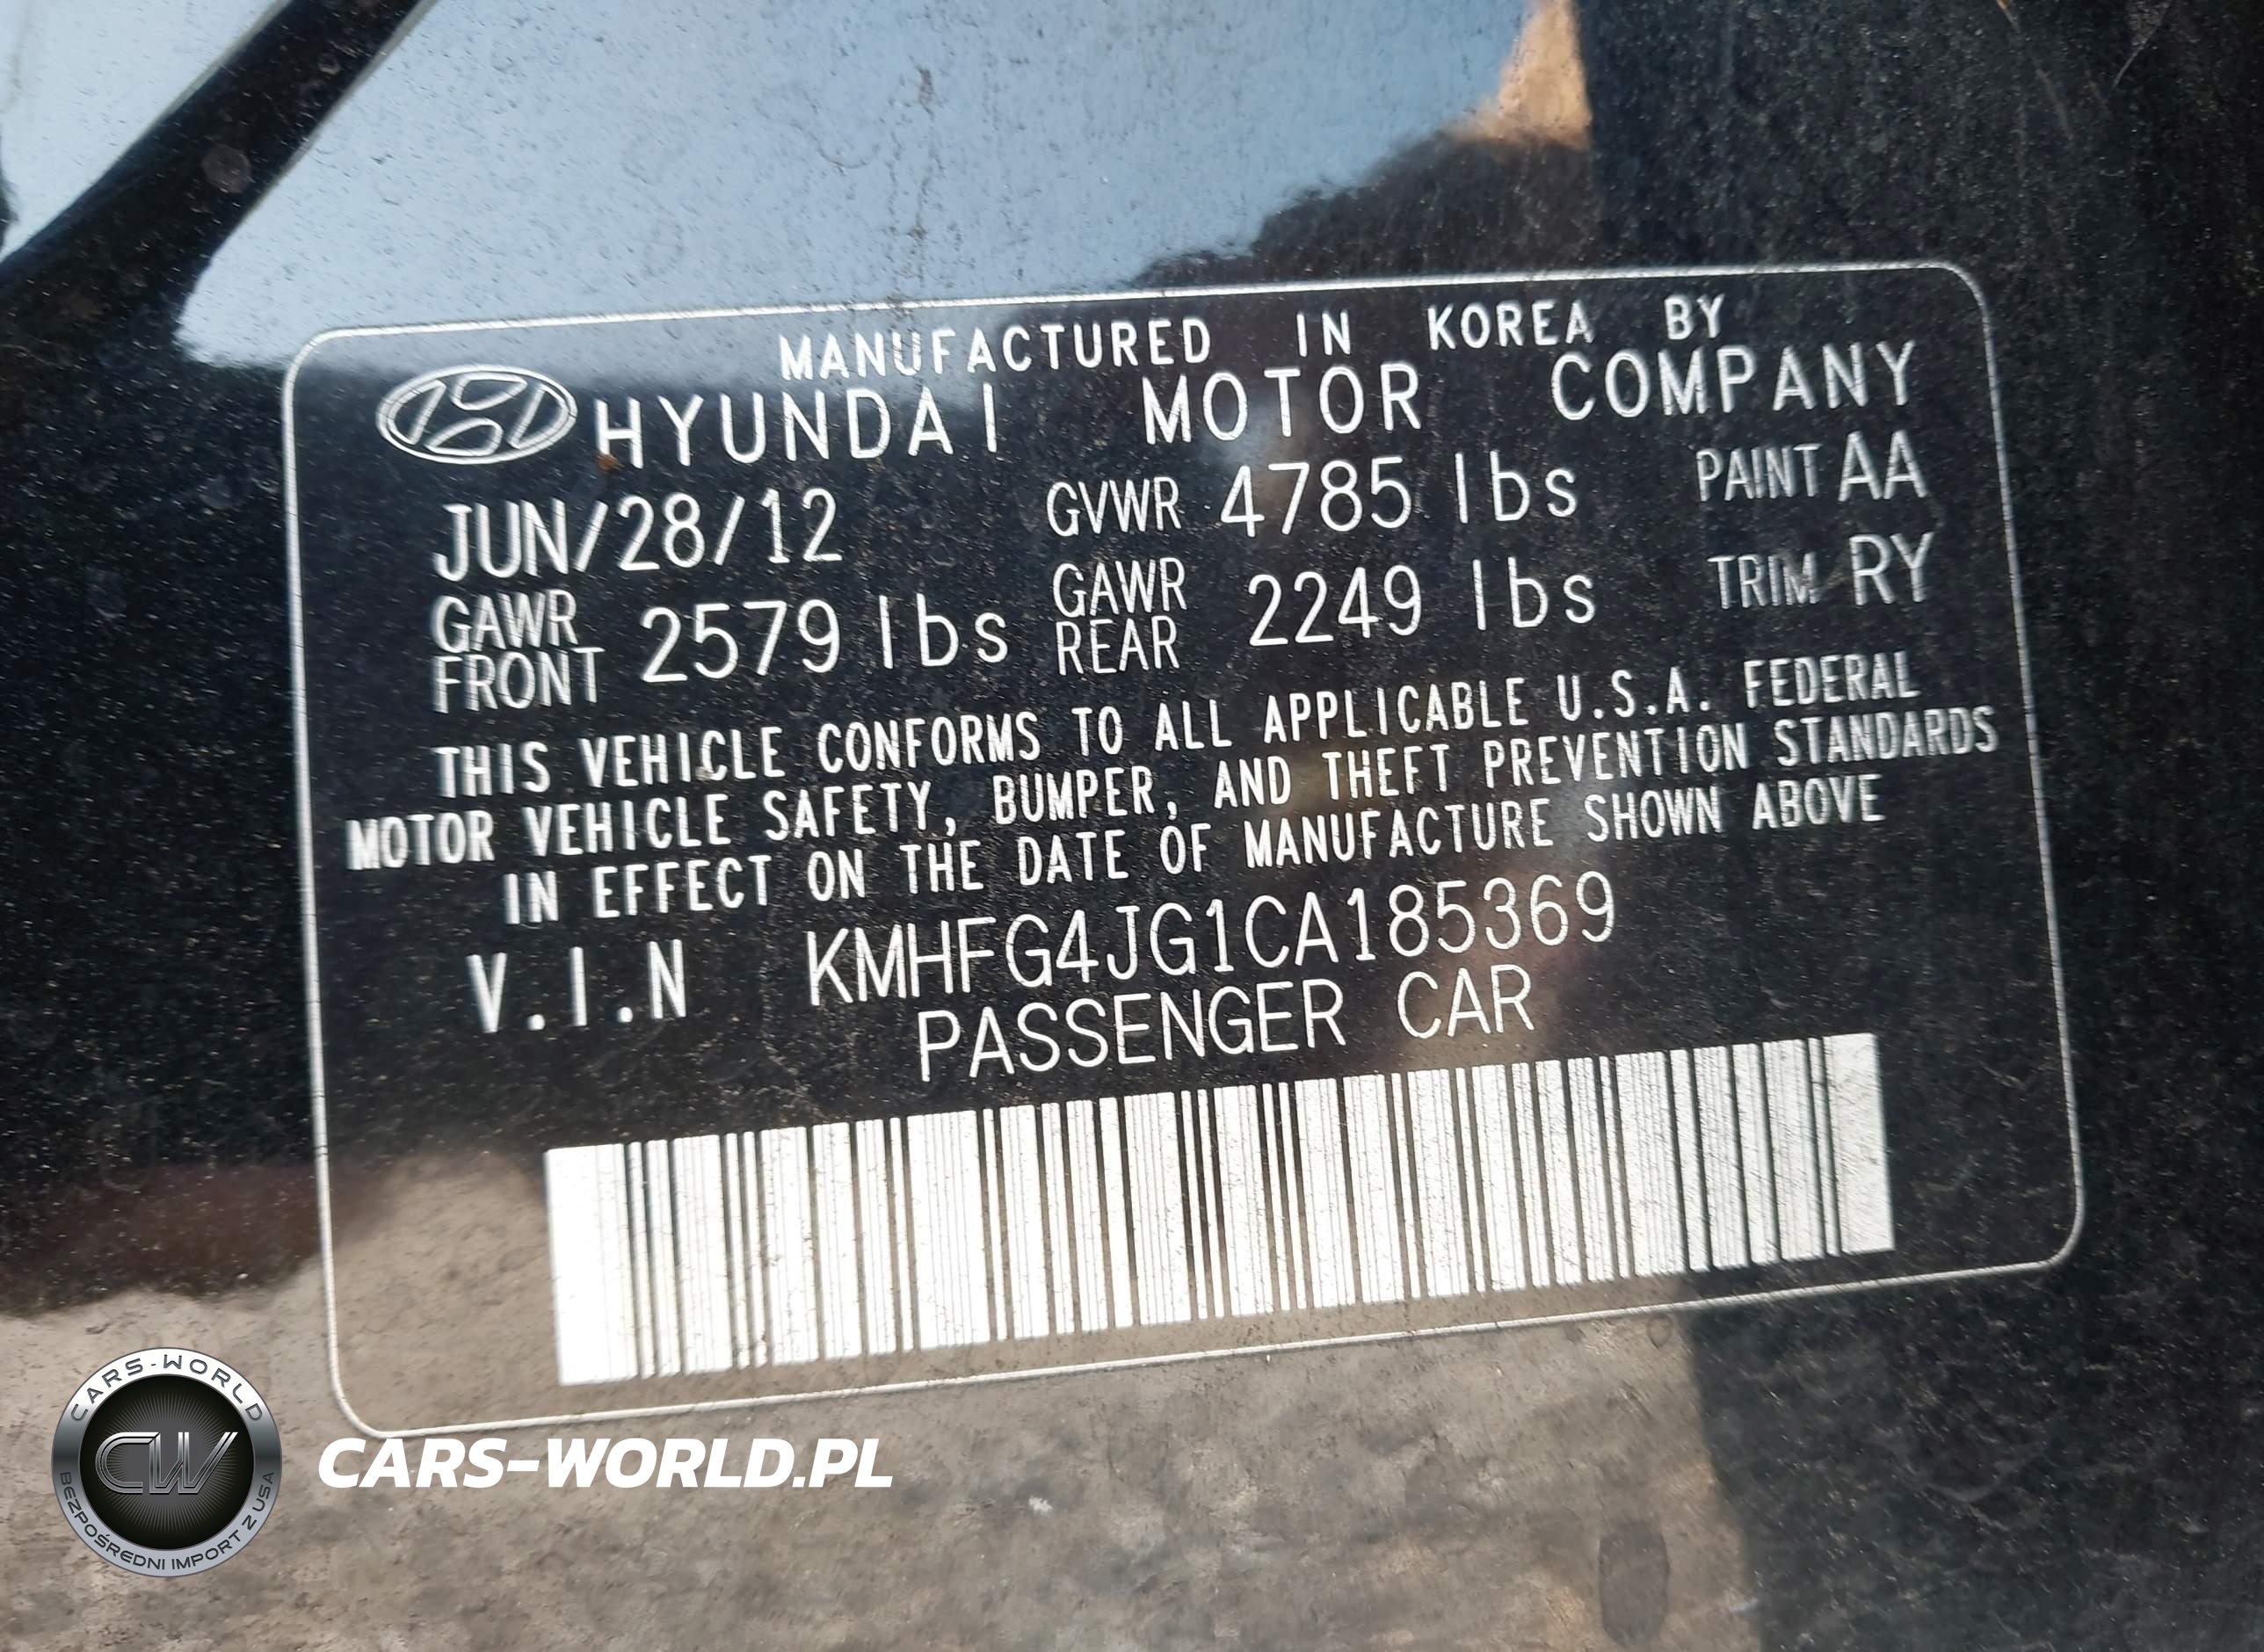 MANUFACTURED IN KOREA BY
HYUNDAI MOTOR COMPANY
JUN/28/12 GVWR 4785 lbs PAINT AA
GAWR FRONT 2579 lbs GAWR REAR 2249 lbs TRIM RY
THIS VEHICLE CONFORMS TO ALL APPLICABLE U.S.A. FEDERAL
MOTOR VEHICLE SAFETY, BUMPER, AND THEFT PREVENTION STANDARDS
IN EFFECT ON THE DATE OF MANUFACTURE SHOWN ABOVE
V.I.N KMHFG4JG1CA185369
PASSENGER CAR
CARS-WORLD
CW
BEZPOŚREDNI IMPORT Z USA
CARS-WORLD.PL